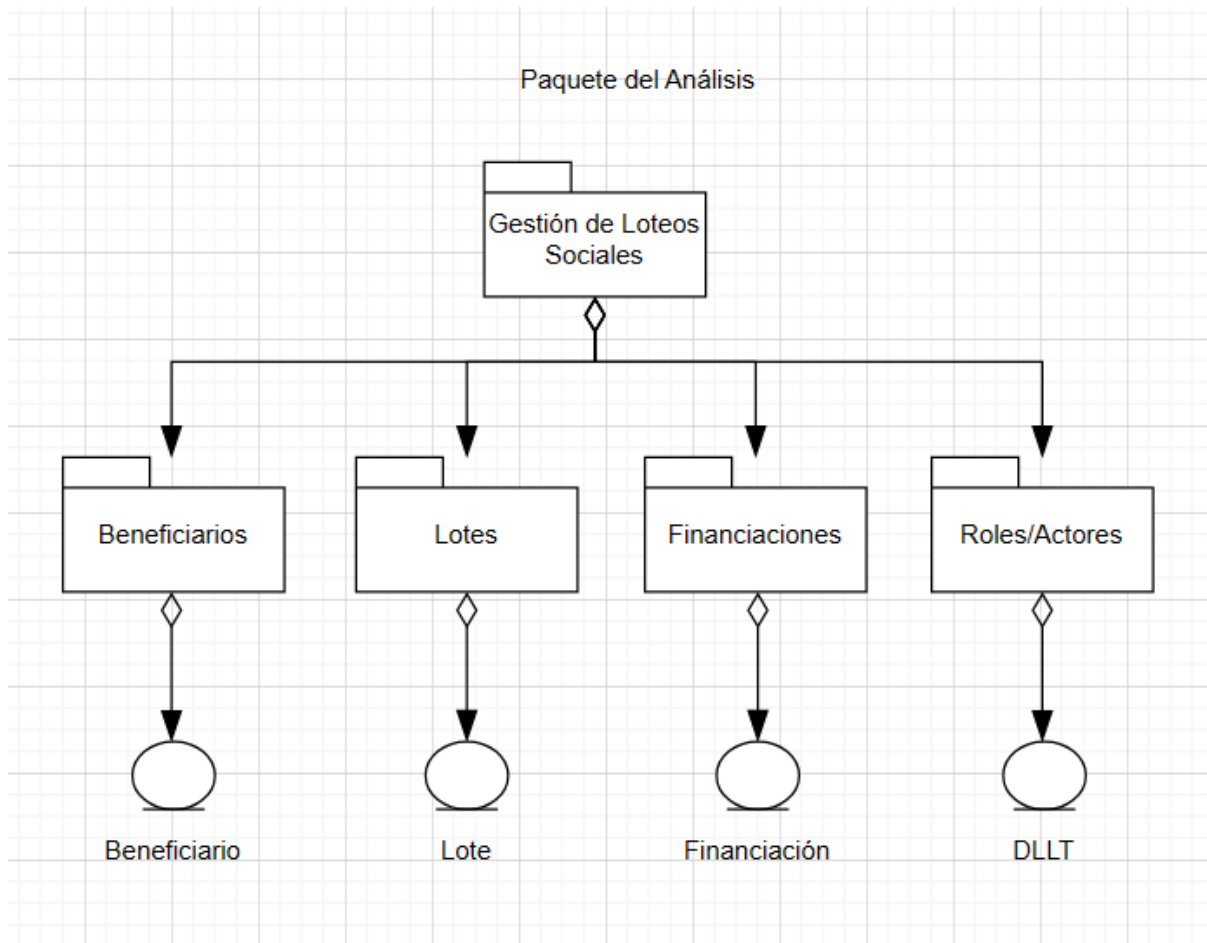 Paquete del Análisis
Gestión de Loteos
Sociales
Beneficiarios
Lotes
Financiaciones
Roles/Actores
Beneficiario
Lote
Financiación
DLLT